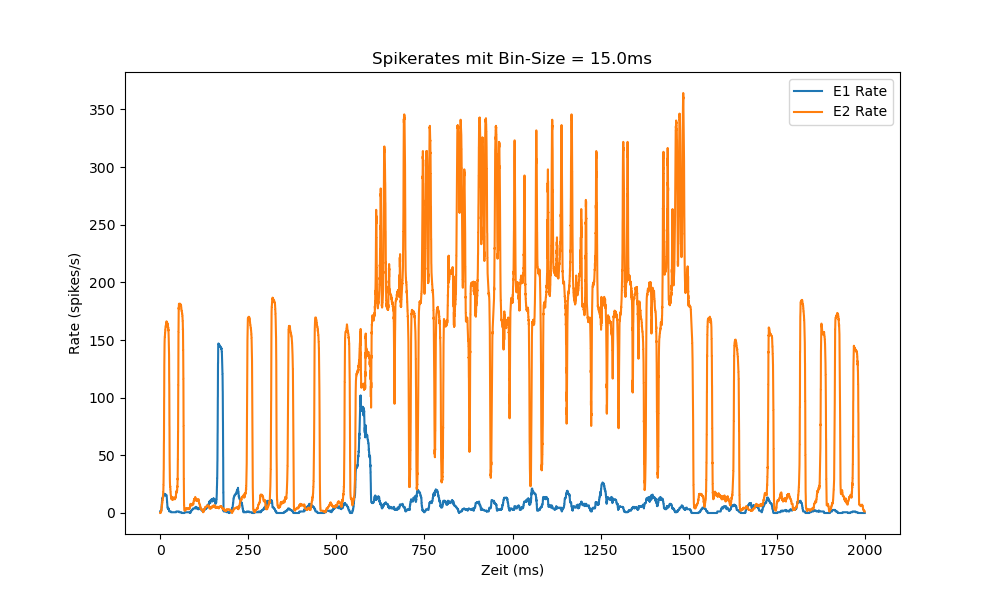 Spikerates mit Bin-Size = 15.0ms
E1 Rate
E2 Rate
350
300
250
200
150
100
50
0
Rate (spikes/s)
0 250 500 750 1000 1250 1500 1750 2000
Zeit (ms)